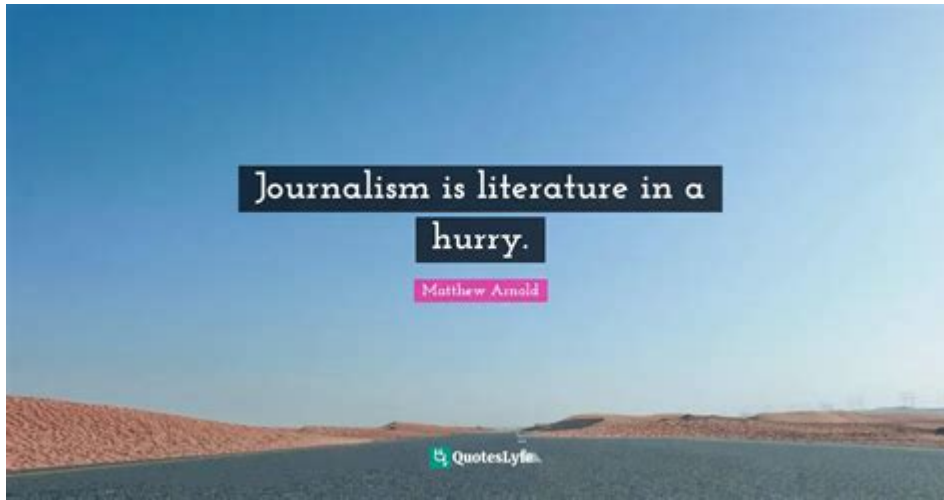 Journalism is literature in a
hurry.
Matthew Arnold
QuotesLyfe